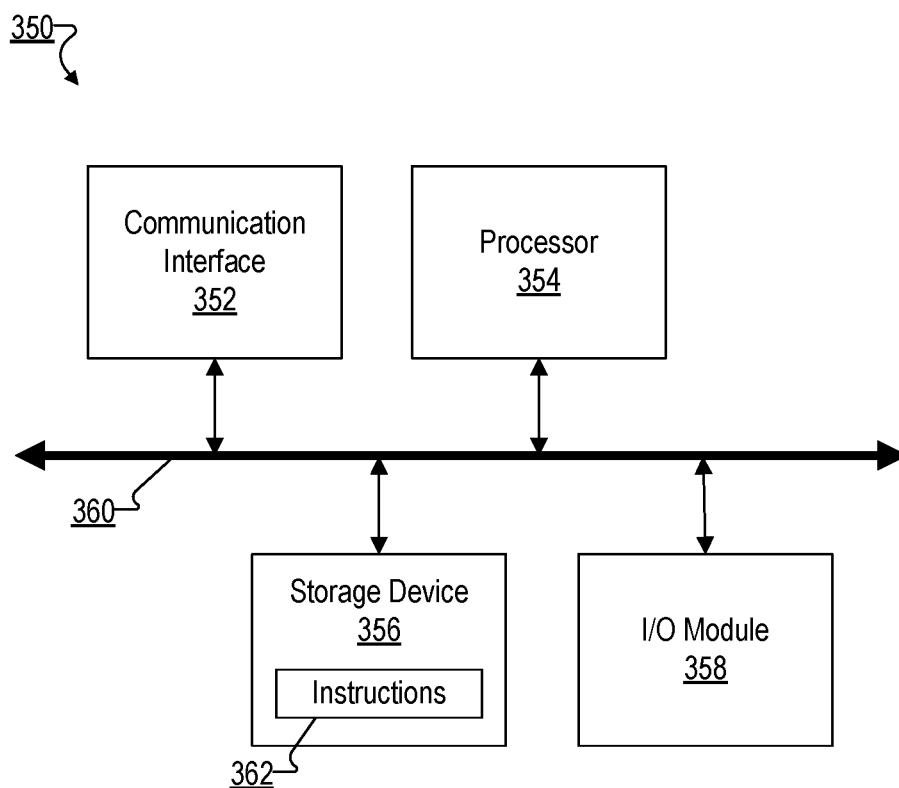 350
Communication
Interface
352
Processor
354
360
Storage Device
356
Instructions
362
I/O Module
358